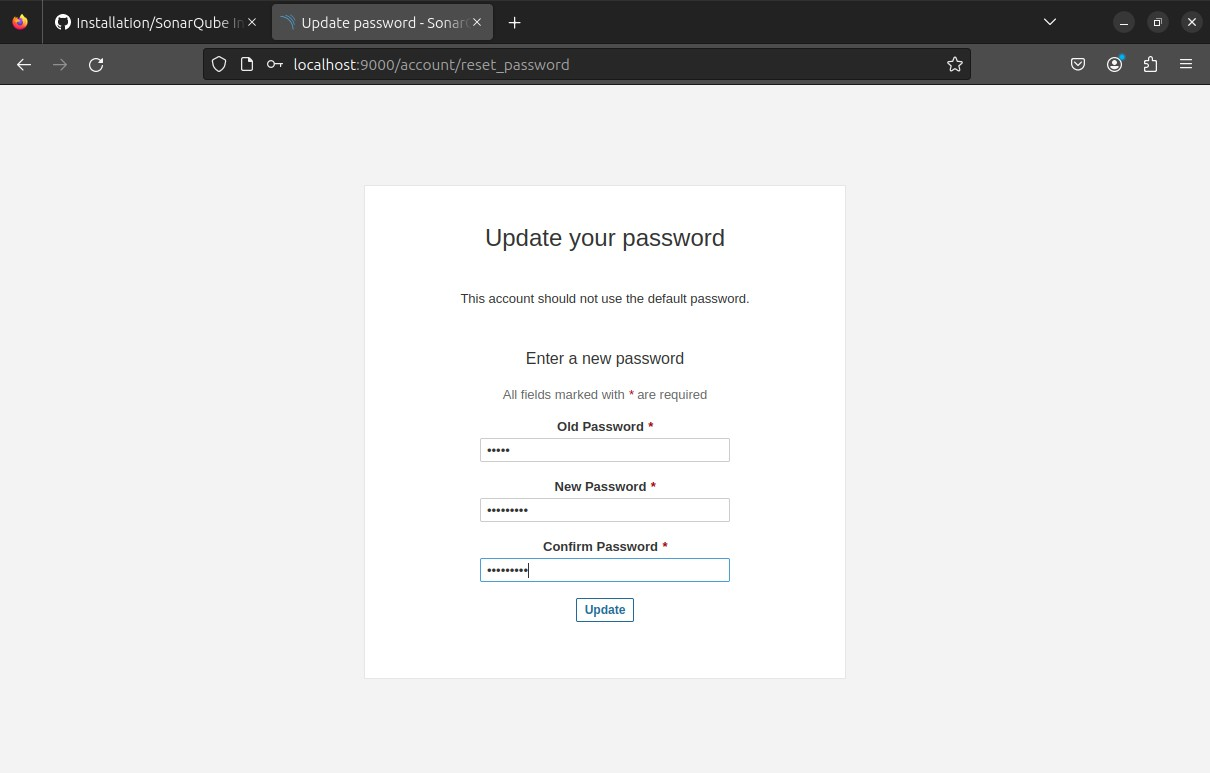 Installation/SonarQube In
Update password - Sonar
localhost:9000/account/reset_password
Update your password
This account should not use the default password.
Enter a new password
All fields marked with * are required
Old Password *
•••••
New Password *
•••••••••
Confirm Password *
•••••••••
Update